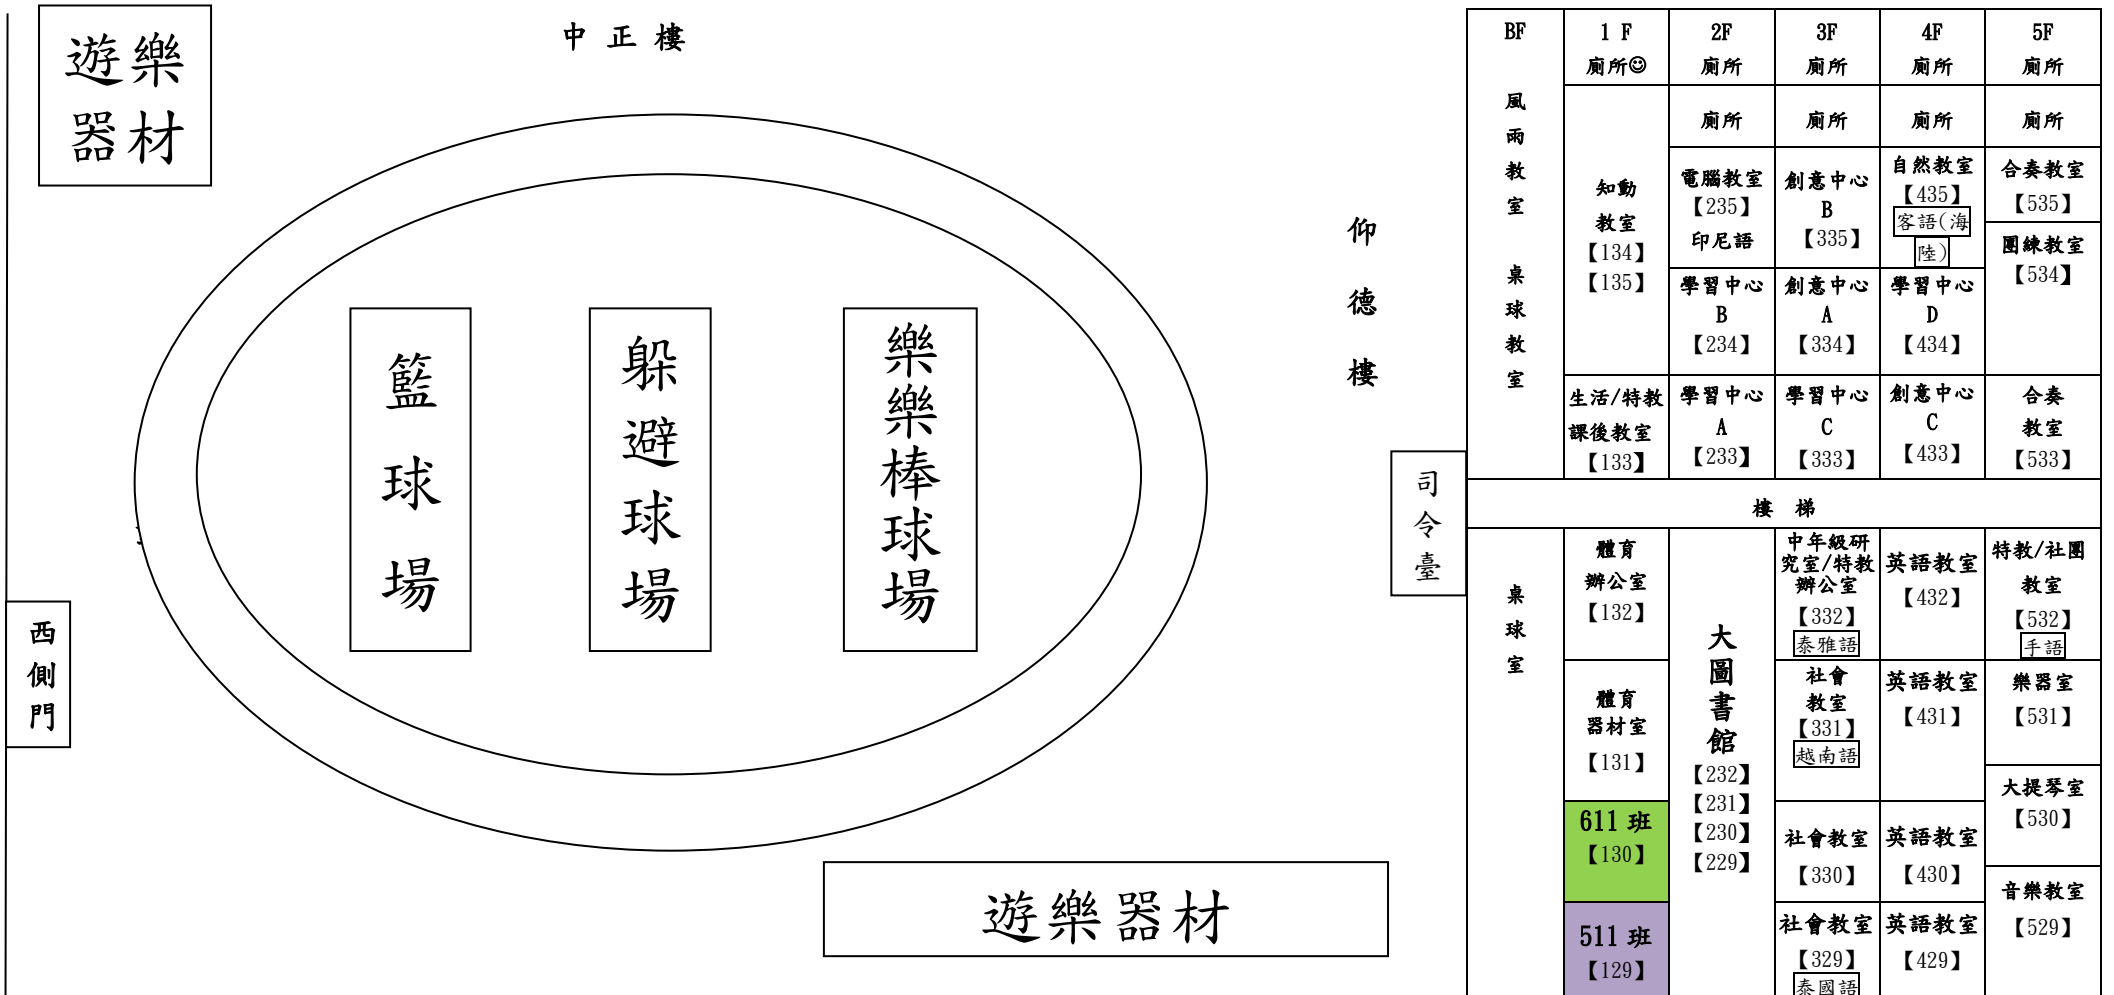 遊樂
器材
中正樓
籃球場
躲避球場
樂樂棒球場
遊樂器材
西側門
仰德樓
司令臺
BF
風雨教室
桌球教室
1 F
廁所☺
2F
廁所
3F
廁所
4F
廁所
5F
廁所
廁所
廁所
廁所
廁所
知動
教室
【134】
【135】
電腦教室
【235】
印尼語
創意中心
B
【335】
自然教室
【435】
客語(海
陸)
合奏教室
【535】
團練教室
【534】
學習中心
B
【234】
創意中心
A
【334】
學習中心
D
【434】
生活/特教
課後教室
【133】
學習中心
A
【233】
學習中心
C
【333】
創意中心
C
【433】
合奏
教室
【533】
樓 梯
桌球室
體育
辦公室
【132】
大圖書館
【232】
【231】
【230】
【229】
中年級研
究室/特教
辦公室
【332】
泰雅語
英語教室
【432】
特教/社團
教室
【532】
手語
體育
器材室
【131】
社會
教室
【331】
越南語
英語教室
【431】
樂器室
【531】
大提琴室
【530】
611 班
【130】
社會教室
【330】
英語教室
【430】
音樂教室
【529】
511 班
【129】
社會教室
【329】
泰國語
英語教室
【429】